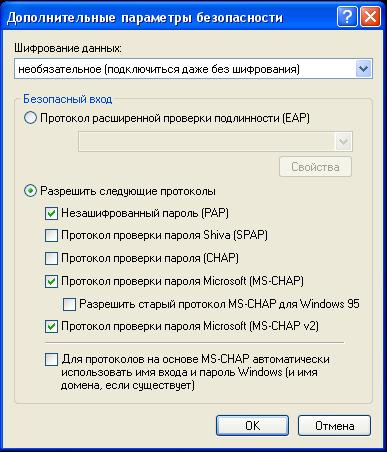 Дополнительные параметры безопасности
Шифрование данных:
необязательное (подключиться даже без шифрования)
Безопасный вход
Протокол расширенной проверки подлинности (EAP)
Свойства
Разрешить следующие протоколы
Незашифрованный пароль (PAP)
Протокол проверки пароля Shiva (SPAP)
Протокол проверки пароля (CHAP)
Протокол проверки пароля Microsoft (MS-CHAP)
Разрешить старый протокол MS-CHAP для Windows 95
Протокол проверки пароля Microsoft (MS-CHAP v2)
Для протоколов на основе MS-CHAP автоматически
использовать имя входа и пароль Windows (и имя
домена, если существует)
OK
Отмена